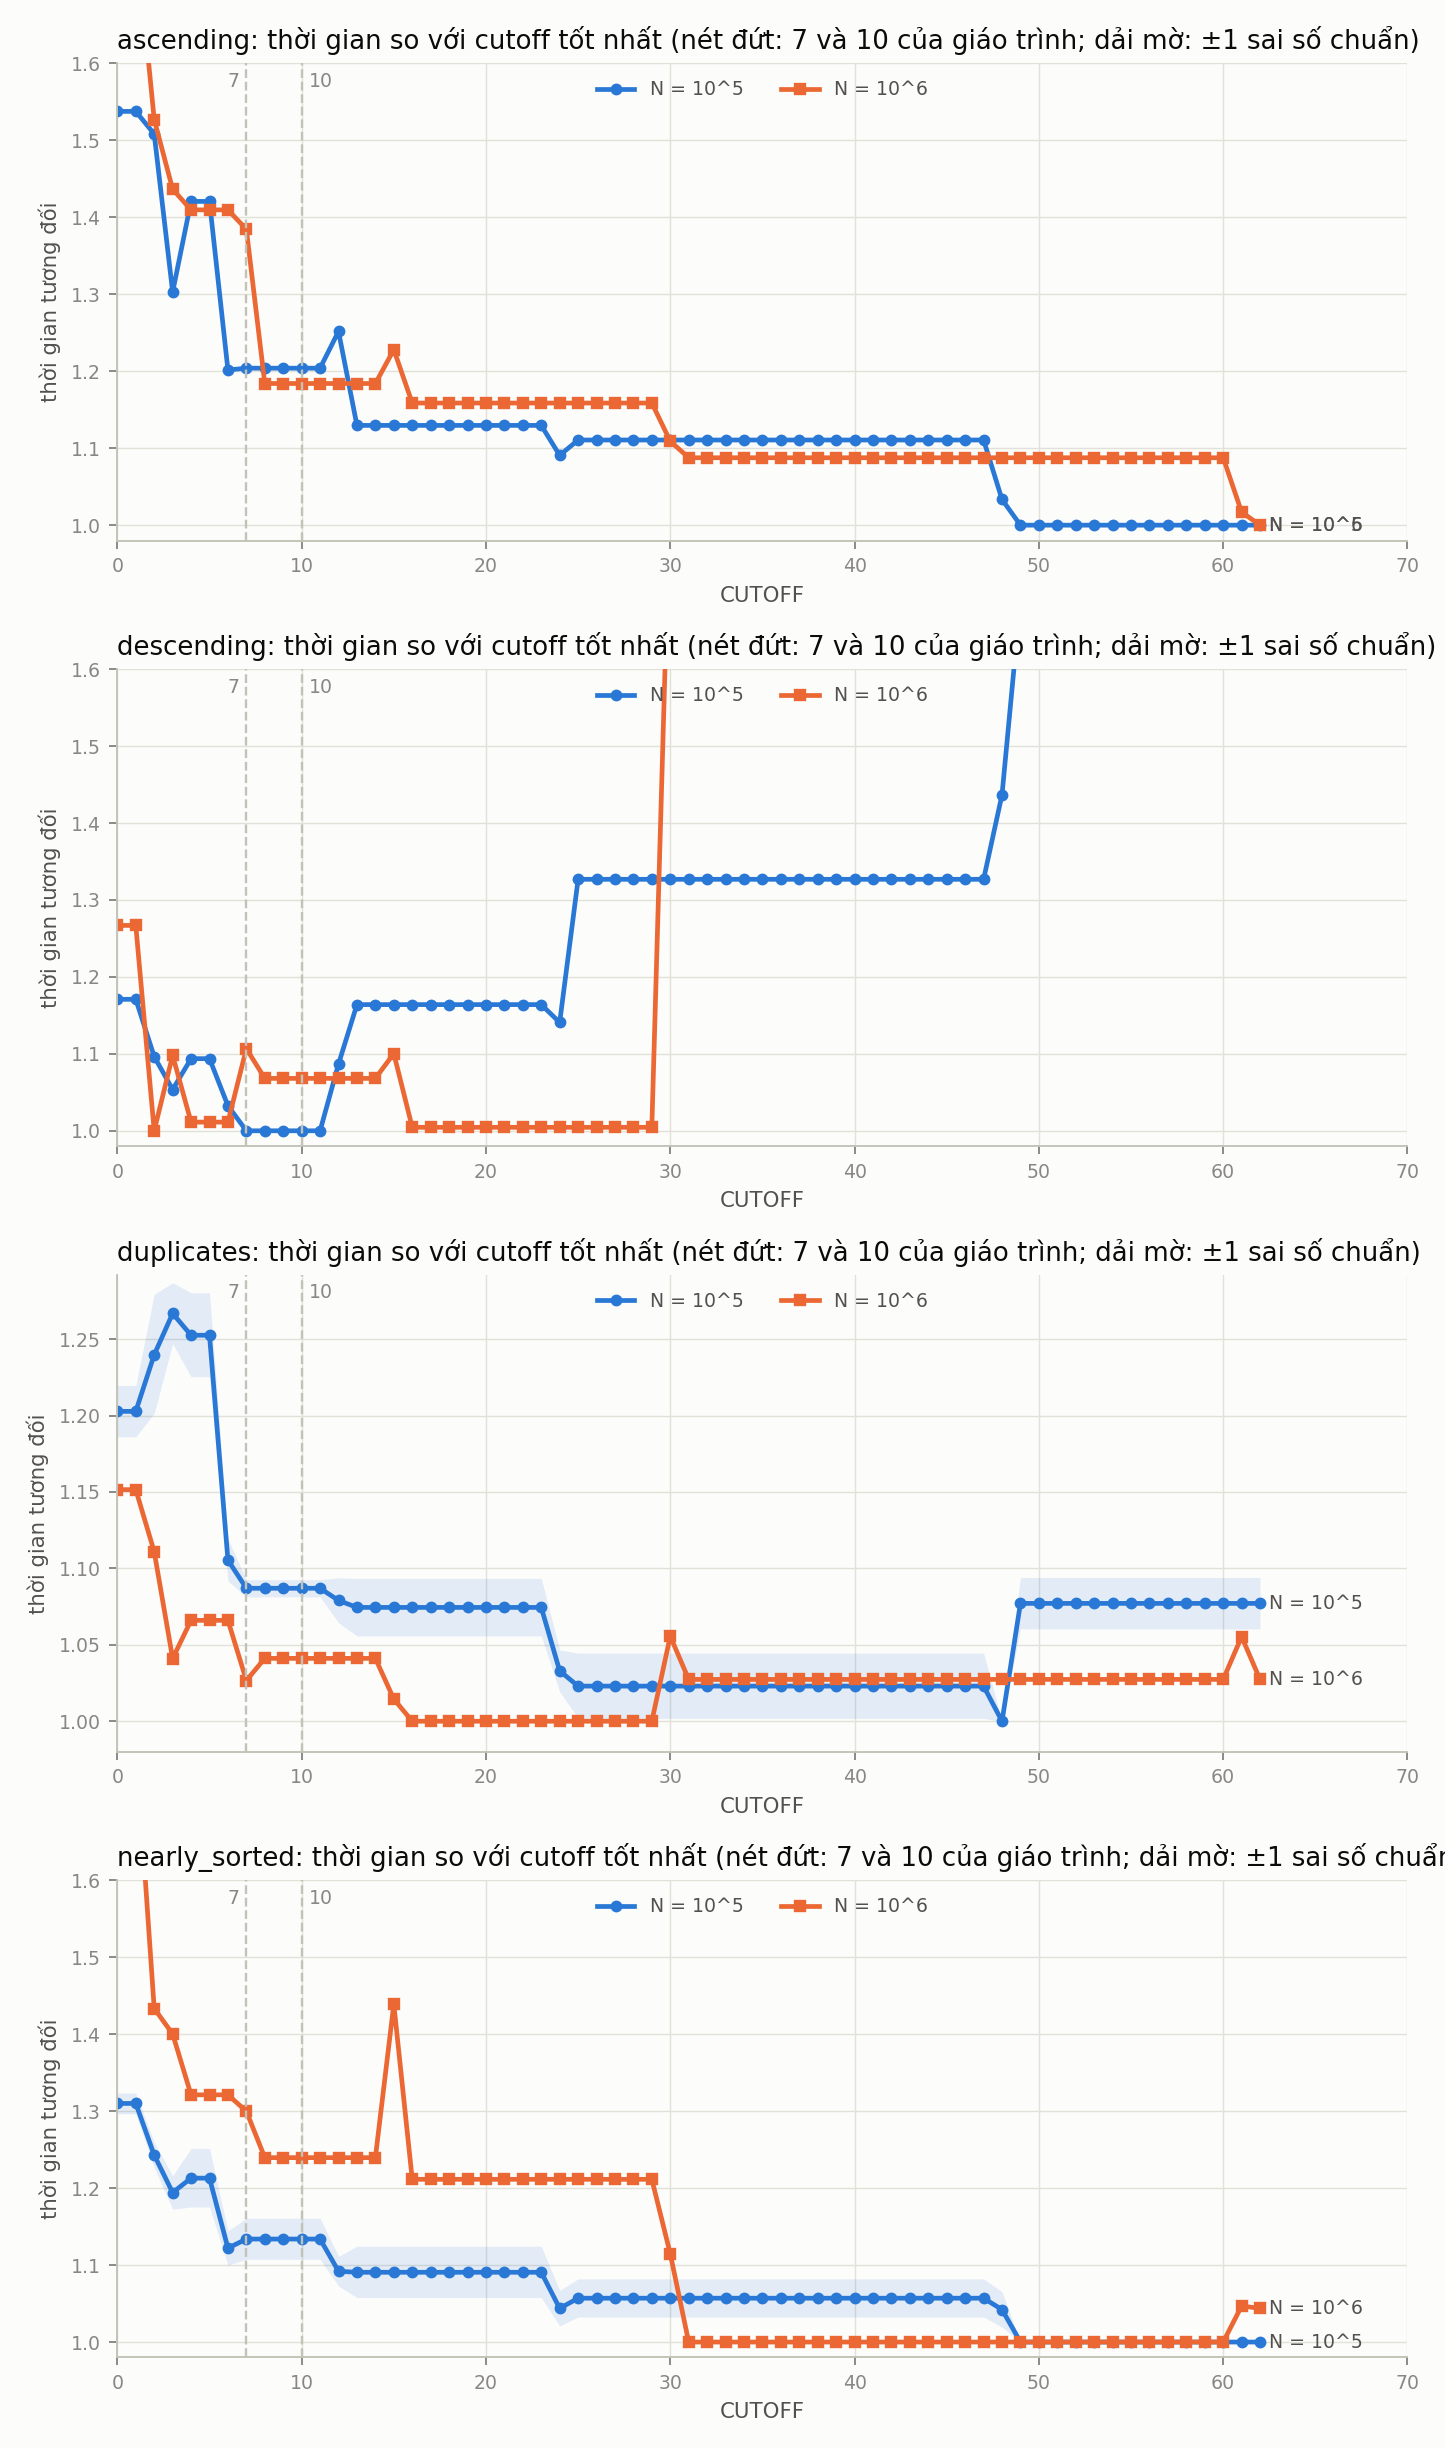 ascending: thời gian so với cutoff tốt nhất (nét đứt: 7 và 10 của giáo trình; dải mờ: ±1 sai số chuẩn)
1.6
7
10
N = 10^5
N = 10^6
1.5
1.4
1.3
1.2
1.1
1.0
thời gian tương đối
N = 10^
0
10
20
30
40
50
60
70
CUTOFF
descending: thời gian so với cutoff tốt nhất (nét đứt: 7 và 10 của giáo trình; dải mờ: ±1 sai số chuẩn)
1.6
7
10
N = 10^5
N = 10^6
1.5
1.4
1.3
1.2
1.1
1.0
thời gian tương đối
0
10
20
30
40
50
60
70
CUTOFF
duplicates: thời gian so với cutoff tốt nhất (nét đứt: 7 và 10 của giáo trình; dải mờ: ±1 sai số chuẩn)
7
10
N = 10^5
N = 10^6
1.25
1.20
1.15
1.10
1.05
1.00
thời gian tương đối
N = 10^5
N = 10^6
0
10
20
30
40
50
60
70
CUTOFF
nearly_sorted: thời gian so với cutoff tốt nhất (nét đứt: 7 và 10 của giáo trình; dải mờ: ±1 sai số chuẩn
1.6
7
10
N = 10^5
N = 10^6
1.5
1.4
1.3
1.2
1.1
1.0
thời gian tương đối
N = 10^6
N = 10^5
0
10
20
30
40
50
60
70
CUTOFF